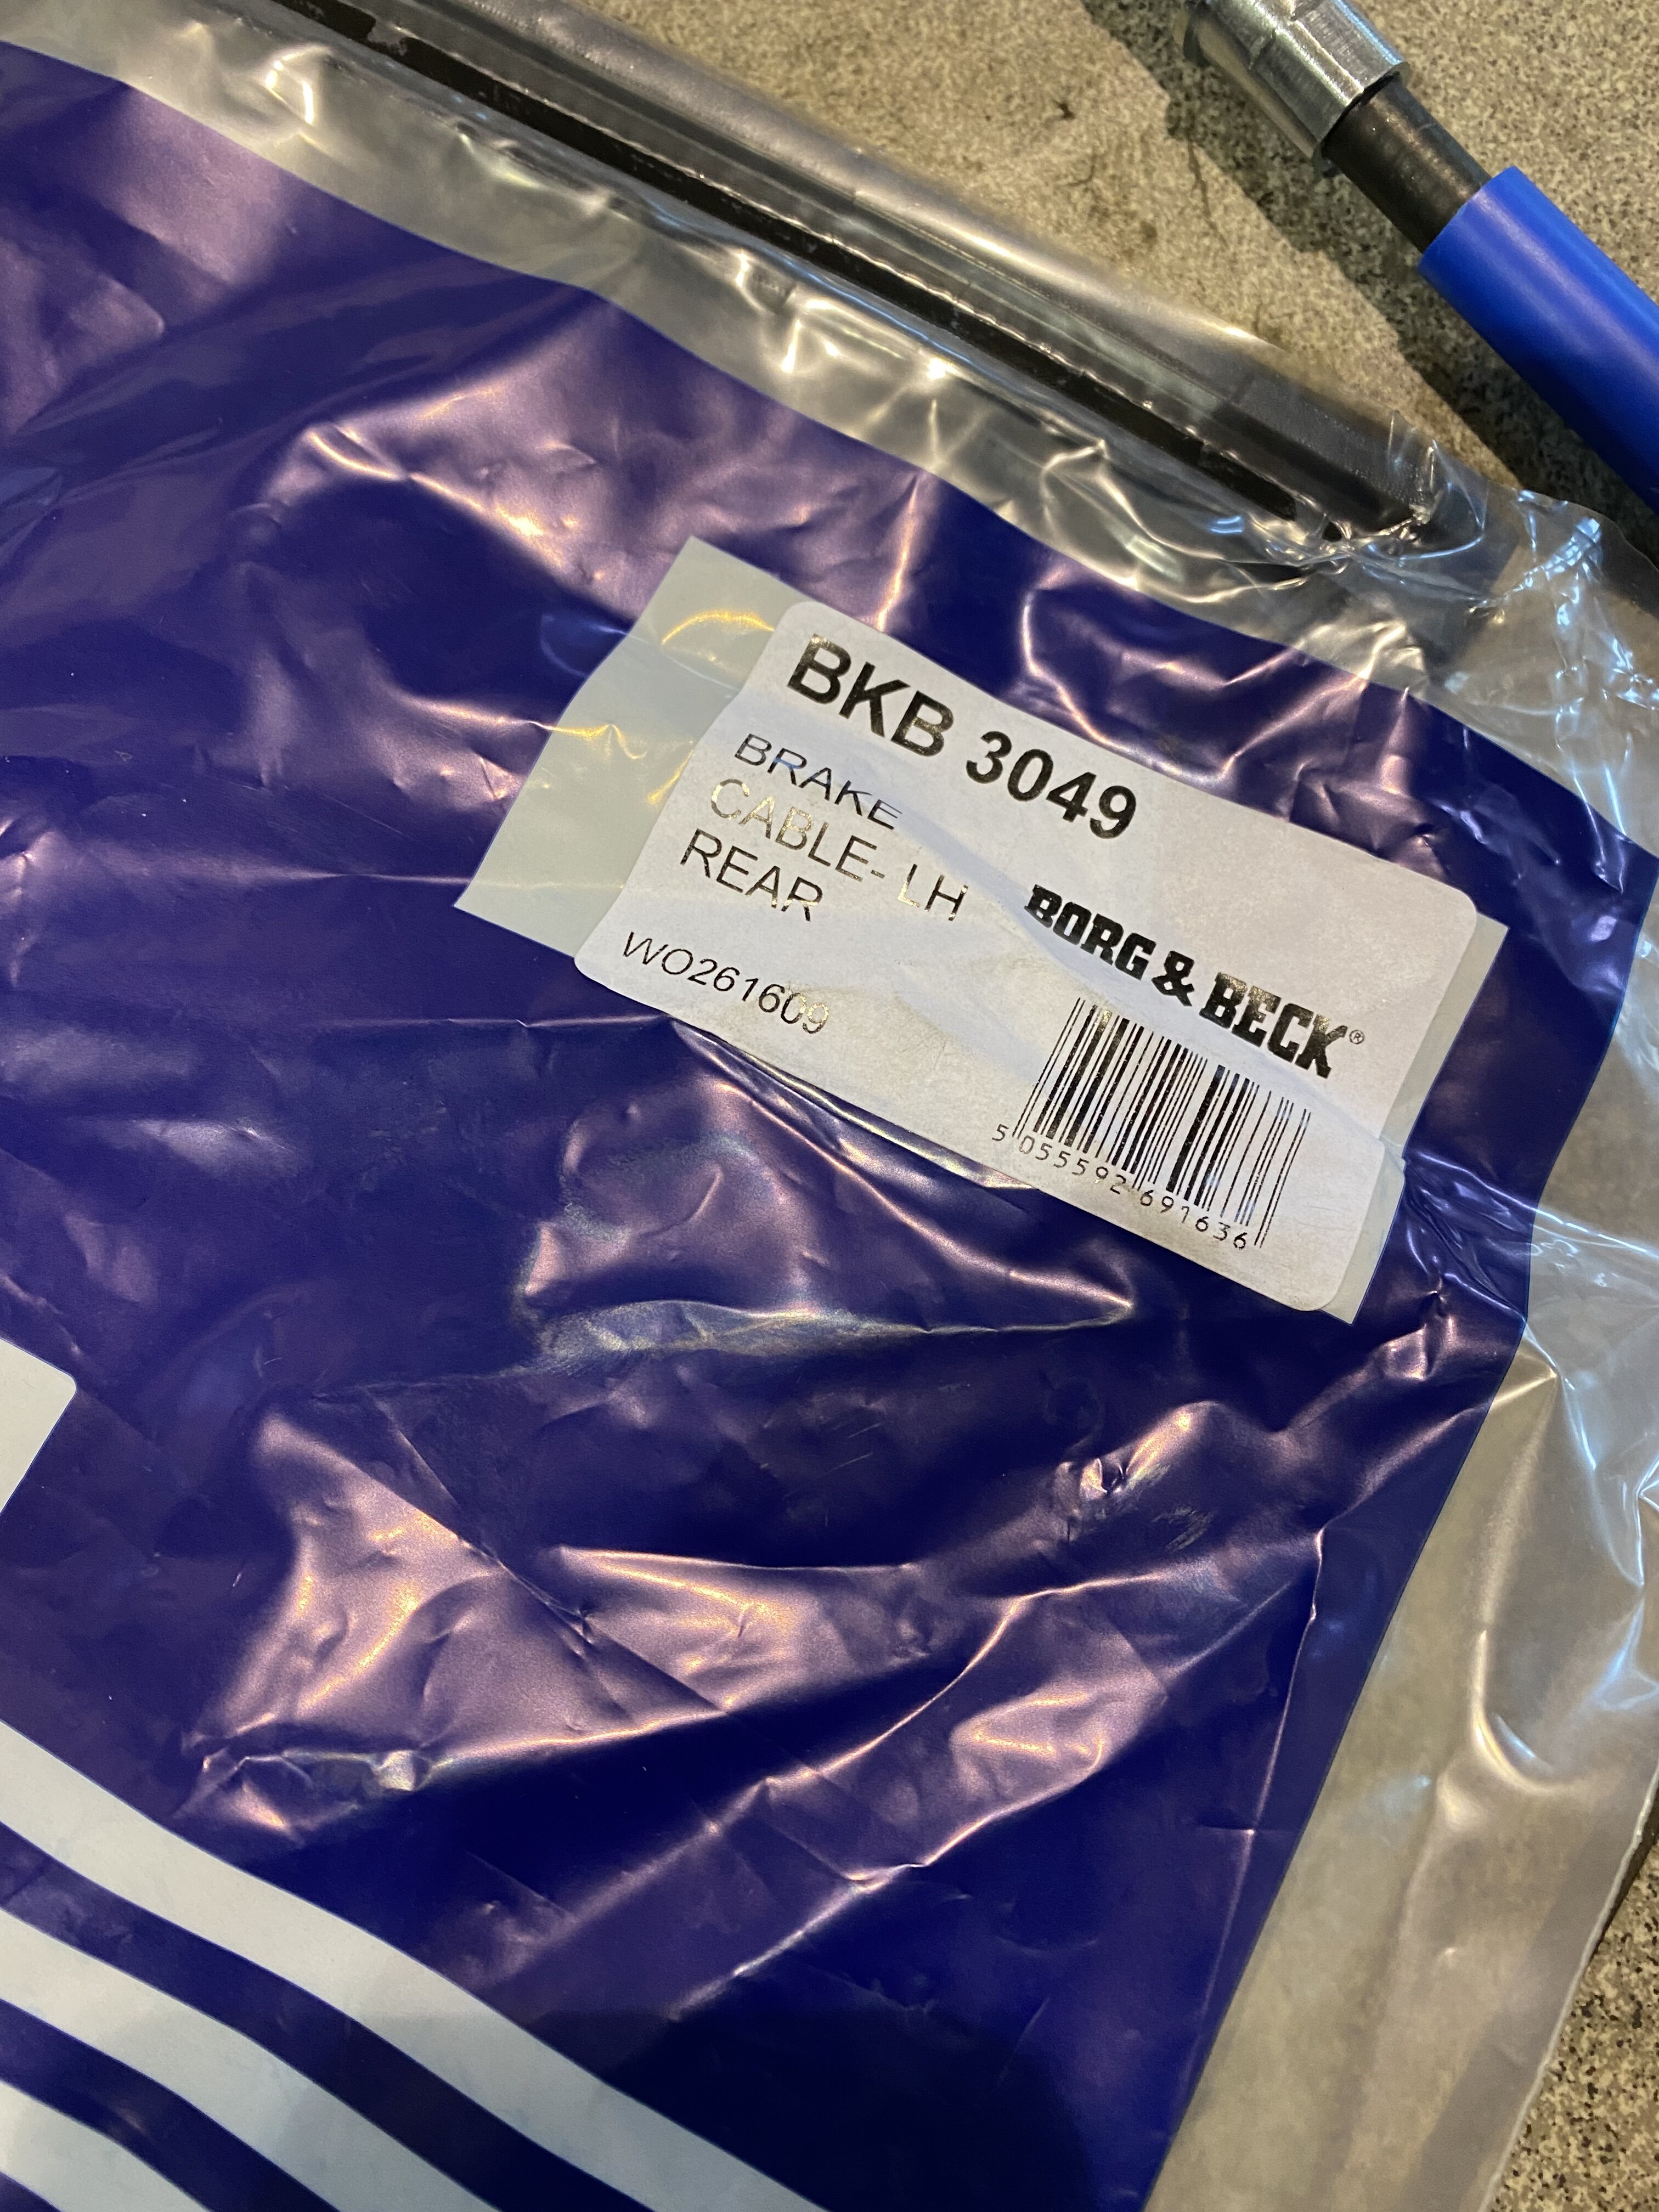 BKB 3049
BRAKE
CABLE- LH
REAR
WO261609
BORG & BECK®
5 055592 691636